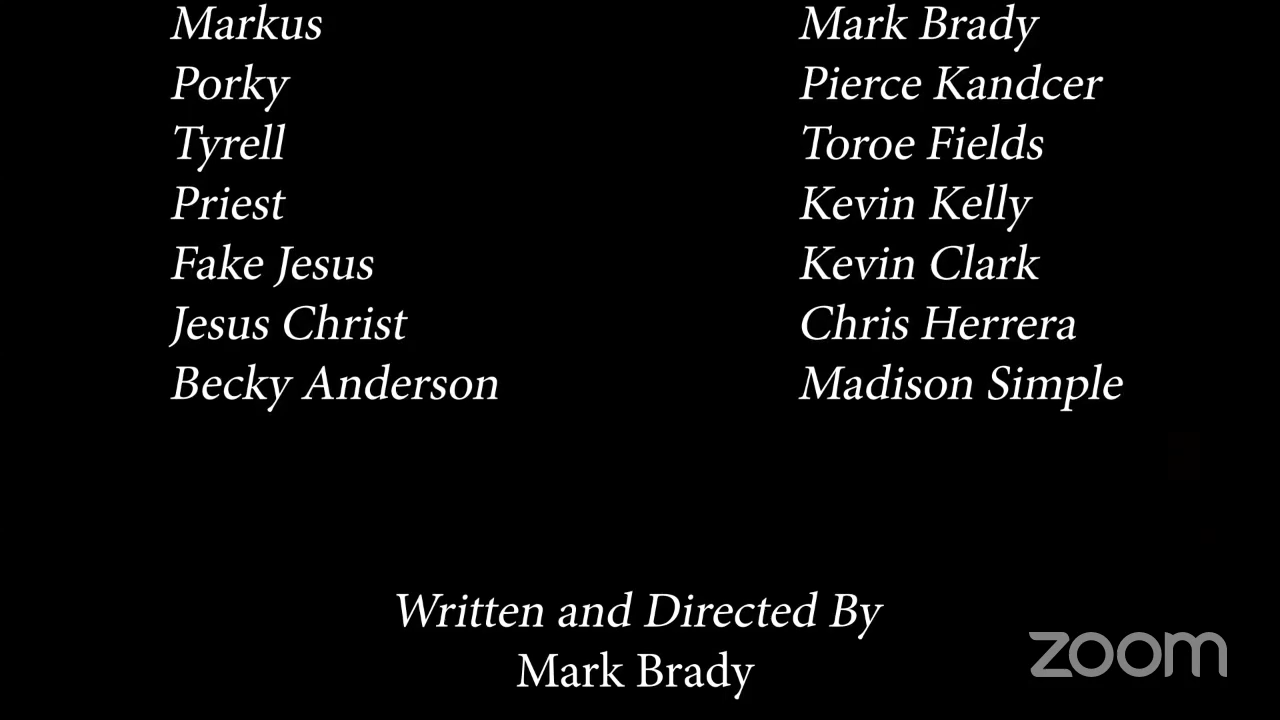 Markus Mark Brady
Porky Pierce Kandcer
Tyrell Toroe Fields
Priest Kevin Kelly
Fake Jesus Kevin Clark
Jesus Christ Chris Herrera
Becky Anderson Madison Simple
Written and Directed By
Mark Brady
zoom